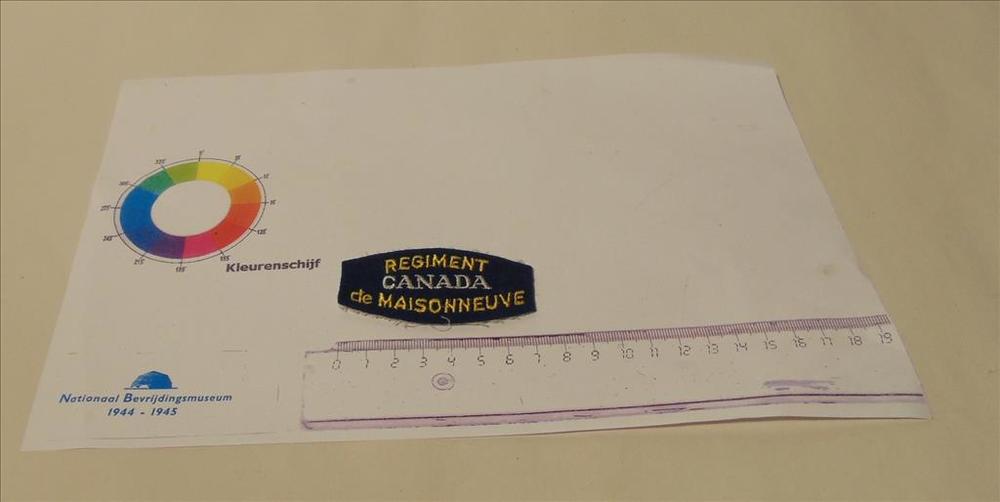 Kleurenschijf
REGIMENT
CANADA
de MAISONNEUVE
0 1 2 3 4 5 6 7 8 9 10 11 12 13 14 15 16 17 18 19
Nationaal Bevrijdingsmuseum
1944 - 1945